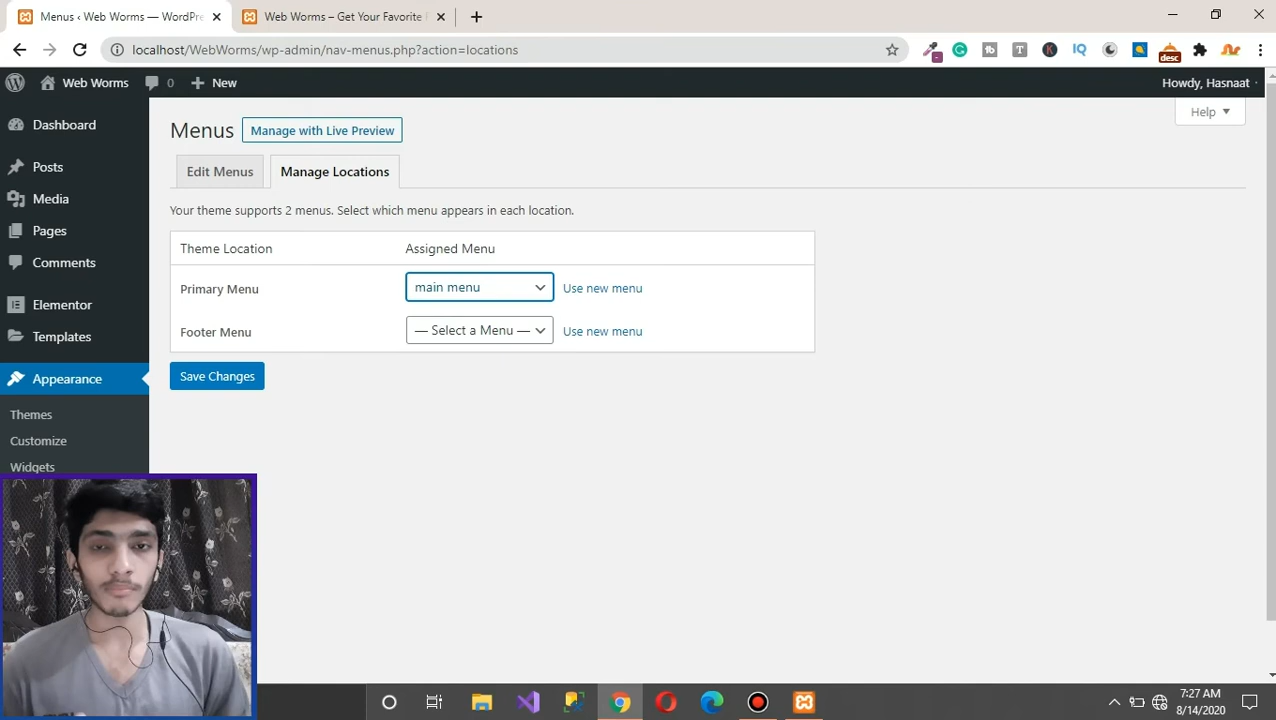 Menus ‹ Web Worms — WordPre
Web Worms – Get Your Favorite
localhost/WebWorms/wp-admin/nav-menus.php?action=locations
desc
Web Worms
0
New
Howdy, Hasnaat
Help
Menus
Manage with Live Preview
Edit Menus
Manage Locations
Your theme supports 2 menus. Select which menu appears in each location.
Theme Location
Assigned Menu
Primary Menu
main menu
Use new menu
Footer Menu
— Select a Menu —
Use new menu
Save Changes
Dashboard
Posts
Media
Pages
Comments
Elementor
Templates
Appearance
Themes
Customize
Widgets
7:27 AM
8/14/2020